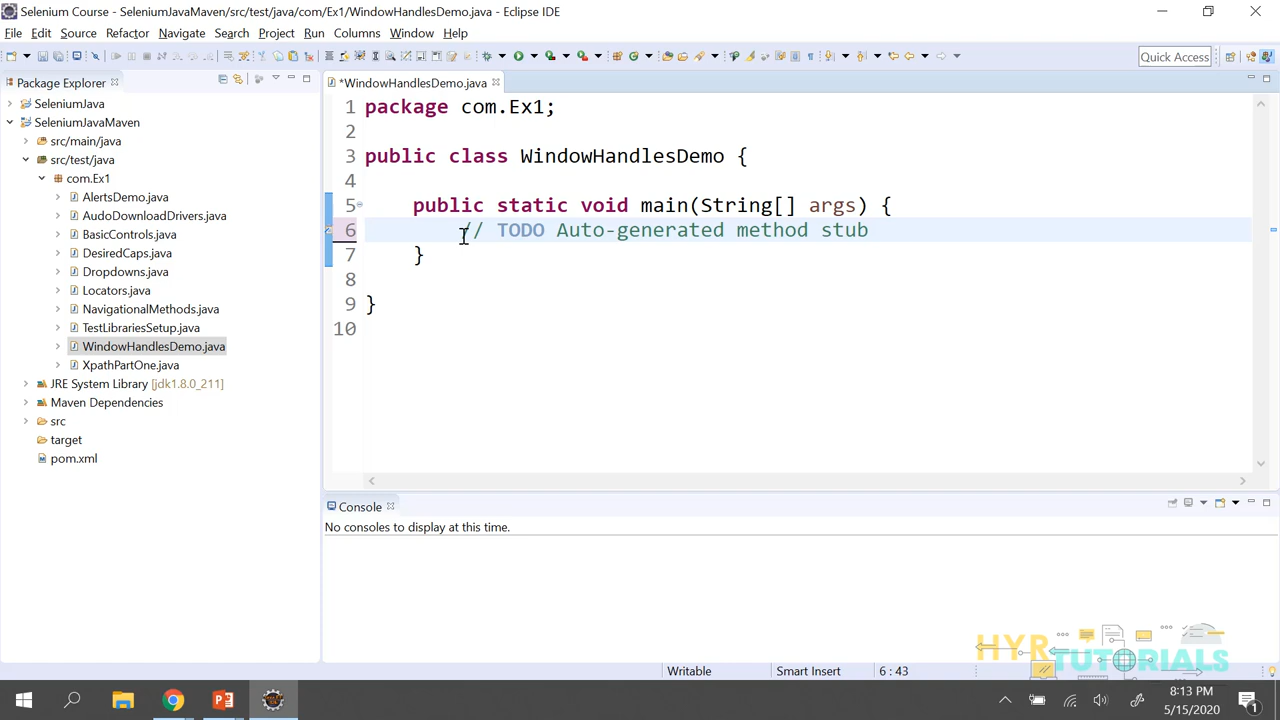 Selenium Course - SeleniumJavaMaven/src/test/java/com/Ex1/WindowHandlesDemo.java - Eclipse IDE
File Edit Source Refactor Navigate Search Project Run Columns Window Help
Quick Access
Package Explorer
SeleniumJava
SeleniumJavaMaven
src/main/java
src/test/java
com.Ex1
AlertsDemo.java
AudoDownloadDrivers.java
BasicControls.java
DesiredCaps.java
Dropdowns.java
Locators.java
NavigationalMethods.java
TestLibrariesSetup.java
WindowHandlesDemo.java
XpathPartOne.java
JRE System Library [jdk1.8.0_211]
Maven Dependencies
src
target
pom.xml
*WindowHandlesDemo.java
1 package com.Ex1;
2
3 public class WindowHandlesDemo {
4
5 public static void main(String[] args) {
6 // TODO Auto-generated method stub
7 }
8
9 }
10
Console
No consoles to display at this time.
HYR TUTORIALS
Writable Smart Insert 6 : 43
8:13 PM
5/15/2020
1